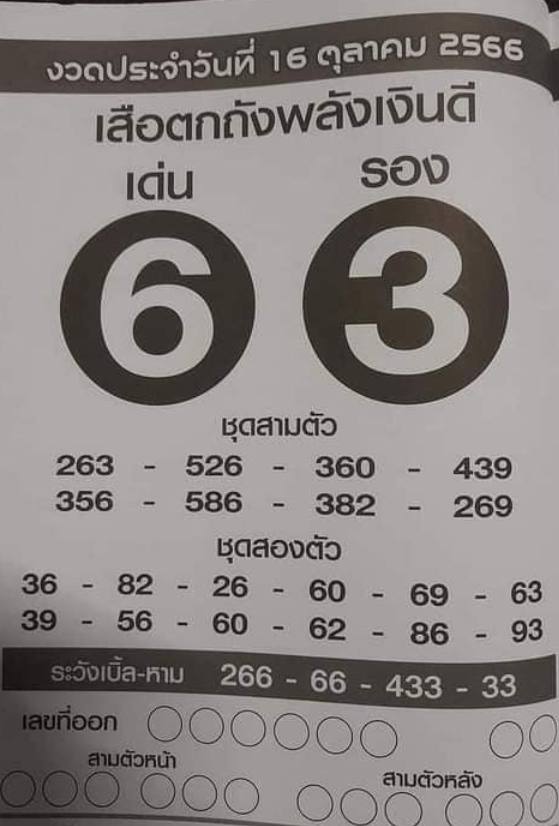 งวดประจำวันที่ 16 ตุลาคม 2566
เสือตกถังพลังเงินดี
เด่น รอง
6 3
ชุดสามตัว
263 - 526 - 360 - 439
356 - 586 - 382 - 269
ชุดสองตัว
36 - 82 - 26 - 60 - 69 - 63
39 - 56 - 60 - 62 - 86 - 93
ระวังเบิ้ล-หาม 266 - 66 - 433 - 33
เลขที่ออก
สามตัวหน้า สามตัวหลัง